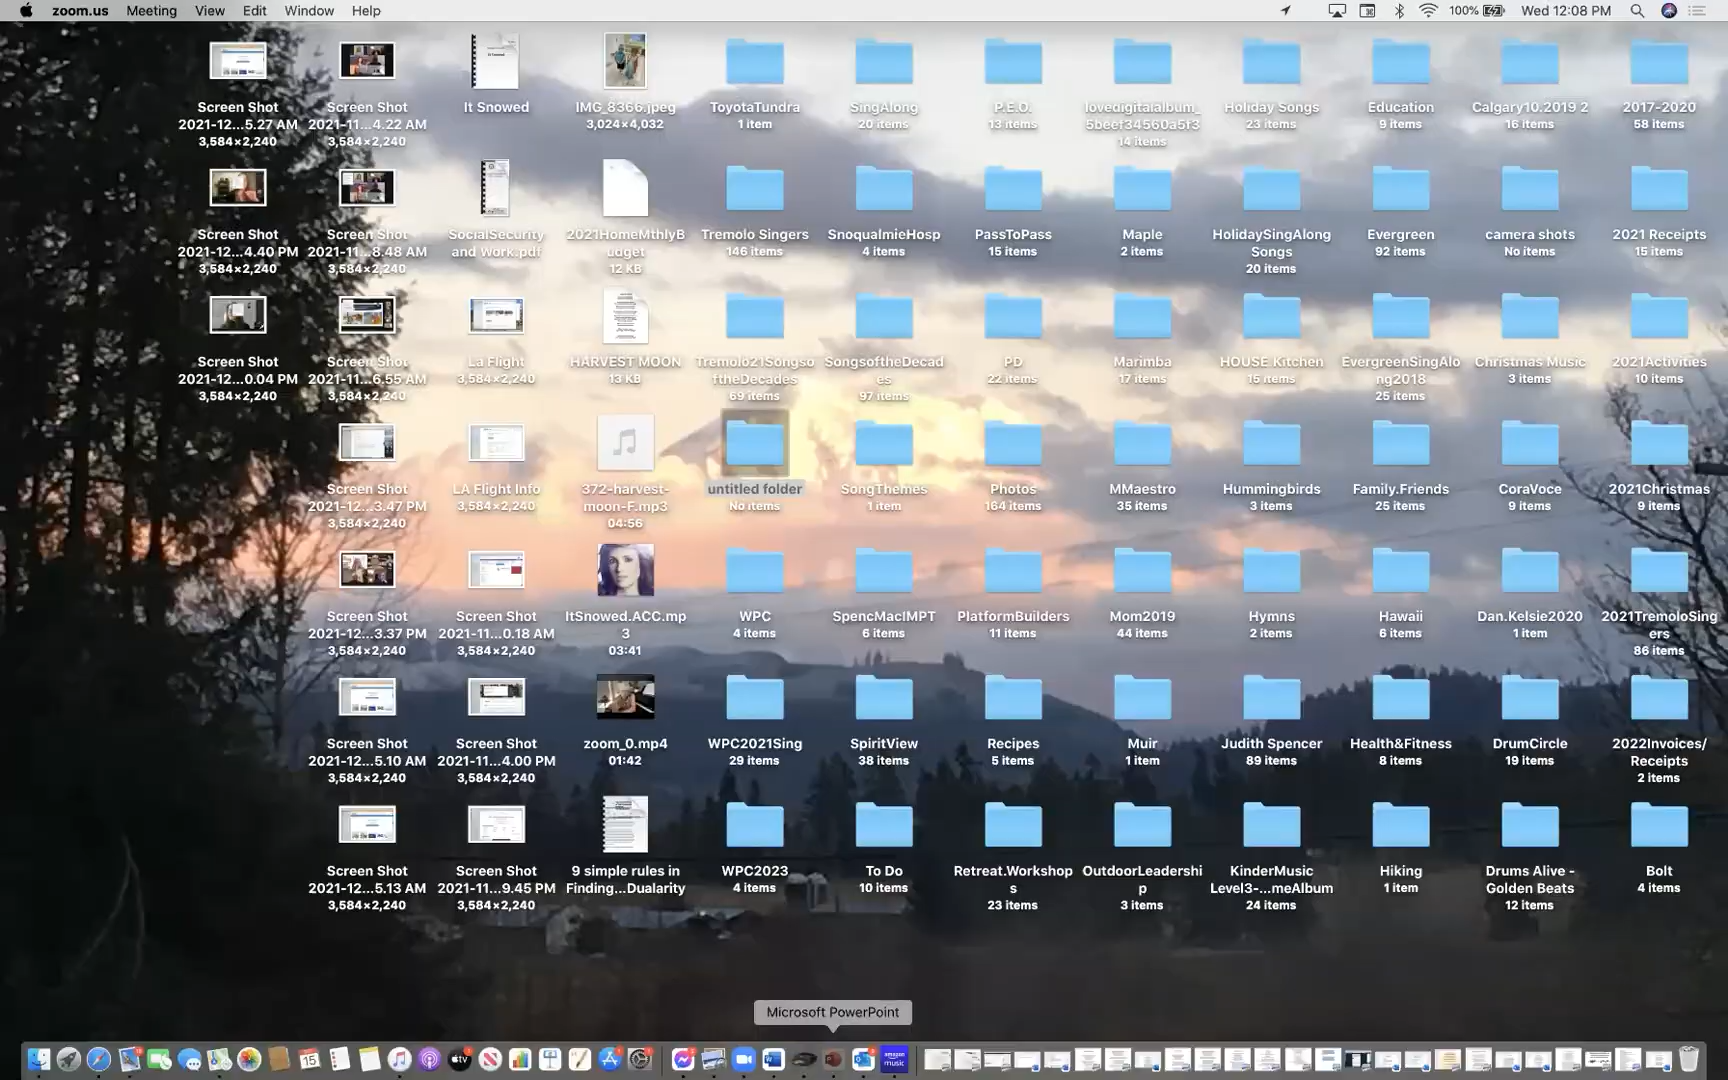 zoom.us Meeting View Edit Window Help 100% Wed 12:08 PM
Screen Shot
2021-12...5.27 AM
3,584×2,240
Screen Shot
2021-11...4.22 AM
3,584×2,240
It Snowed
IMG_8366.jpeg
3,024×4,032
ToyotaTundra
1 item
SingAlong
20 items
P.E.O.
13 items
lovedigitalalbum_
5beef34560a5f3
14 items
Holiday Songs
23 items
Education
9 items
Calgary10.2019 2
16 items
2017-2020
58 items
Screen Shot
2021-12...4.40 PM
3,584×2,240
Screen Shot
2021-11...8.48 AM
3,584×2,240
SocialSecurity
and Work.pdf
2021HomeMthlyB
udget
12 KB
Tremolo Singers
146 items
SnoqualmieHosp
4 items
PassToPass
15 items
Maple
2 items
HolidaySingAlong
Songs
20 items
Evergreen
92 items
camera shots
No items
2021 Receipts
15 items
Screen Shot
2021-12...0.04 PM
3,584×2,240
Screen Shot
2021-11...6.55 AM
3,584×2,240
La Flight
3,584×2,240
HARVEST MOON
13 KB
Tremolo21Songso
ftheDecades
69 items
SongsoftheDecad
es
97 items
PD
22 items
Marimba
17 items
HOUSE Kitchen
15 items
EvergreenSingAlo
ng2018
25 items
Christmas Music
3 items
2021Activities
10 items
Screen Shot
2021-12...3.47 PM
3,584×2,240
LA Flight Info
3,584×2,240
372-harvest-
moon-F.mp3
04:56
untitled folder
No items
SongThemes
1 item
Photos
164 items
MMaestro
35 items
Hummingbirds
3 items
Family.Friends
25 items
CoraVoce
9 items
2021Christmas
9 items
Screen Shot
2021-12...3.37 PM
3,584×2,240
Screen Shot
2021-11...0.18 AM
3,584×2,240
ItSnowed.ACC.mp
3
03:41
WPC
4 items
SpencMacIMPT
6 items
PlatformBuilders
11 items
Mom2019
44 items
Hymns
2 items
Hawaii
6 items
Dan.Kelsie2020
1 item
2021TremoloSing
ers
86 items
Screen Shot
2021-12...5.10 AM
3,584×2,240
Screen Shot
2021-11...4.00 PM
3,584×2,240
zoom_0.mp4
01:42
WPC2021Sing
29 items
SpiritView
38 items
Recipes
5 items
Muir
1 item
Judith Spencer
89 items
Health&Fitness
8 items
DrumCircle
19 items
2022Invoices/
Receipts
2 items
Screen Shot
2021-12...5.13 AM
3,584×2,240
Screen Shot
2021-11...9.45 PM
3,584×2,240
9 simple rules in
Finding...Dualarity
WPC2023
4 items
To Do
10 items
Retreat.Workshop
s
23 items
OutdoorLeadershi
p
3 items
KinderMusic
Level3-...meAlbum
24 items
Hiking
1 item
Drums Alive -
Golden Beats
12 items
Bolt
4 items
Microsoft PowerPoint
15
tv
amazon
music